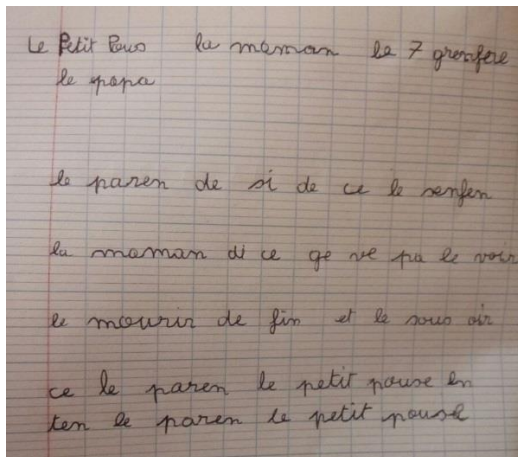 Le Petit Pous la maman le 7 gronfere
le papa
le paren de si de ce le senfen
la maman di ce ge ve pa le voir
le mourir de fin et le sous oir
ce le paren le petit pouse en
ten le paren le petit pouse